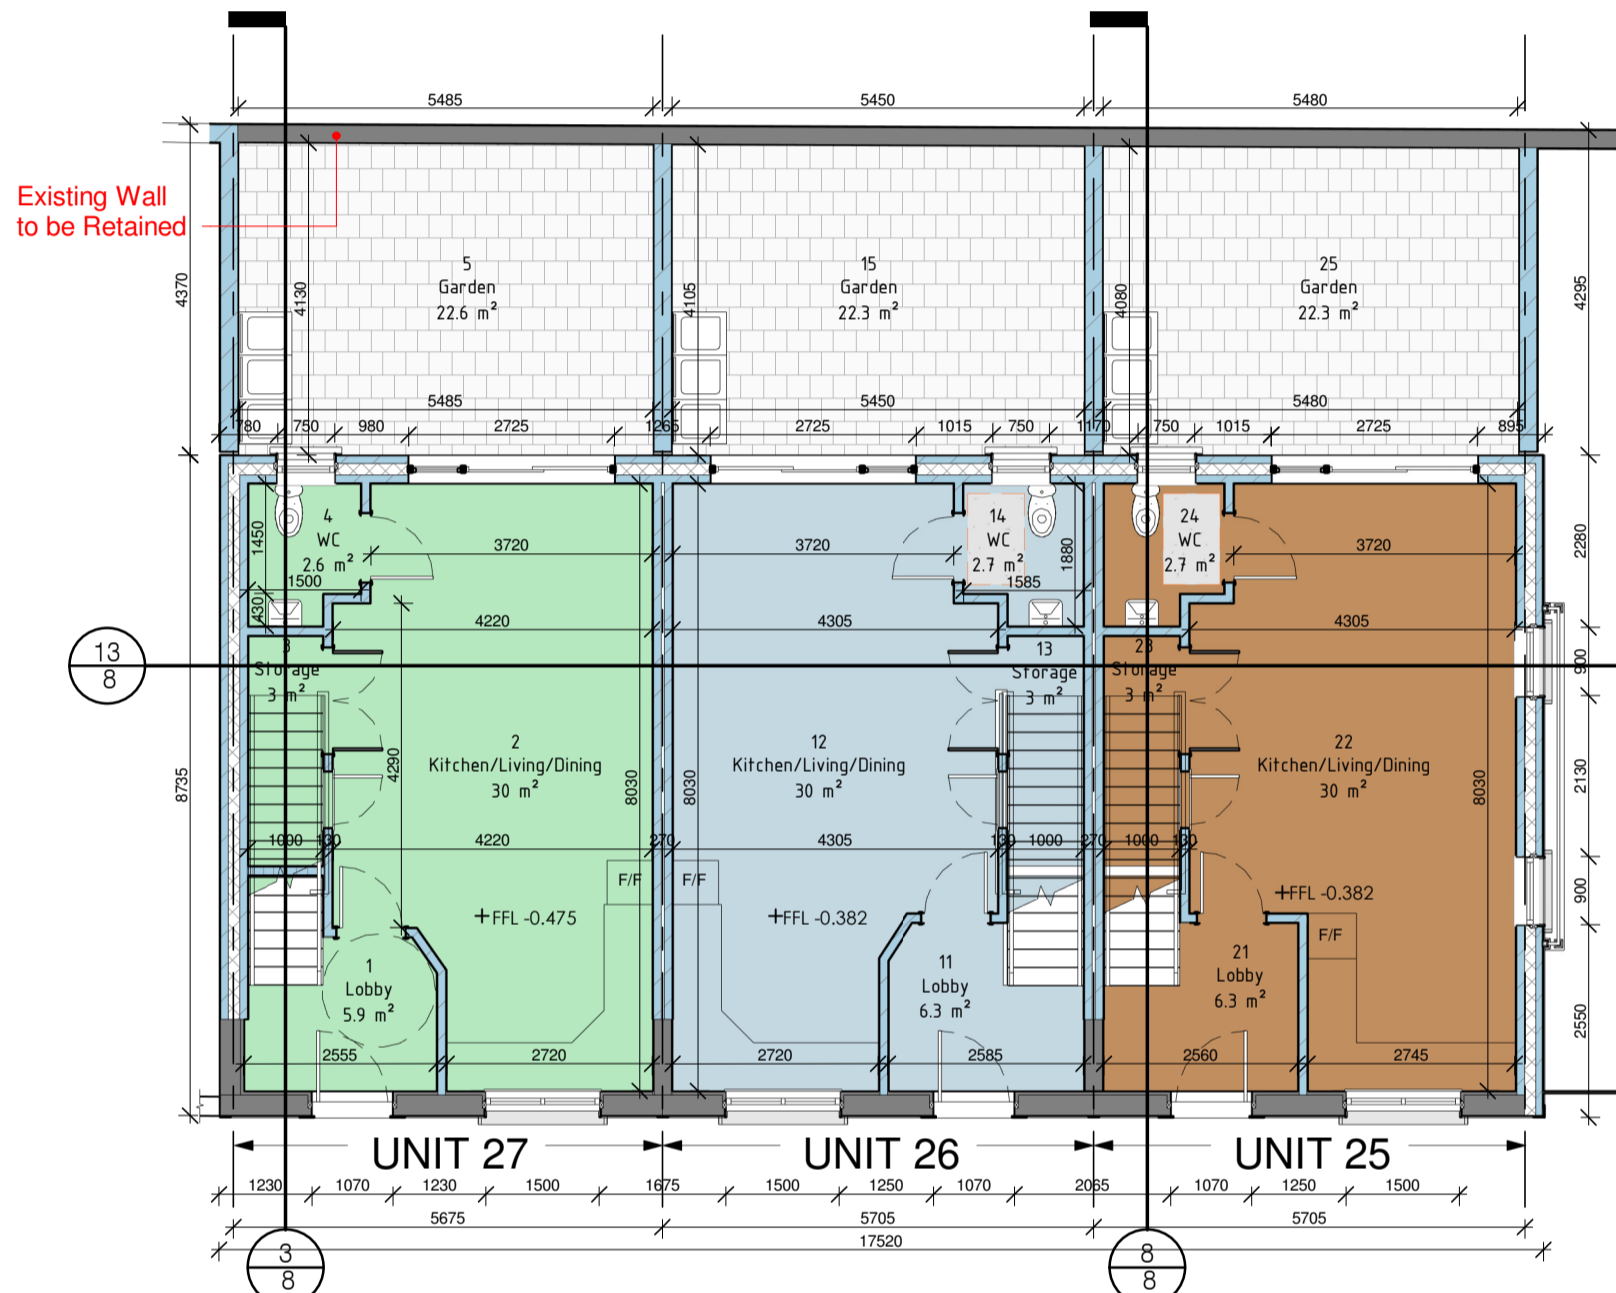 5485
5450
5480
Existing Wall
to be Retained
4370
4130
4105
4080
4295
5
Garden
22.6 m²
15
Garden
22.3 m²
25
Garden
22.3 m²
5485
5450
5480
780
750
980
2725
1265
2725
1015
750
1170
750
1015
2725
895
4
WC
2.6 m²
1450
1500
430
3720
3720
14
WC
2.7 m²
1585
1880
24
WC
2.7 m²
3720
2280
4220
4305
4305
13
8
3
Storage
3 m²
13
Storage
3 m²
23
Storage
3 m²
900
8735
4290
2
Kitchen/Living/Dining
30 m²
8030
8030
12
Kitchen/Living/Dining
30 m²
22
Kitchen/Living/Dining
30 m²
8030
2130
1000
130
4220
270
4305
130
1000
270
1000
130
F/F
F/F
+FFL -0.475
+FFL -0.382
+FFL -0.382
F/F
900
1
Lobby
5.9 m²
11
Lobby
6.3 m²
21
Lobby
6.3 m²
2550
2555
2720
2720
2585
2560
2745
UNIT 27
UNIT 26
UNIT 25
1230
1070
1230
1500
1675
1500
1250
1070
2065
1070
1250
1500
5675
5705
5705
17520
3
8
8
8